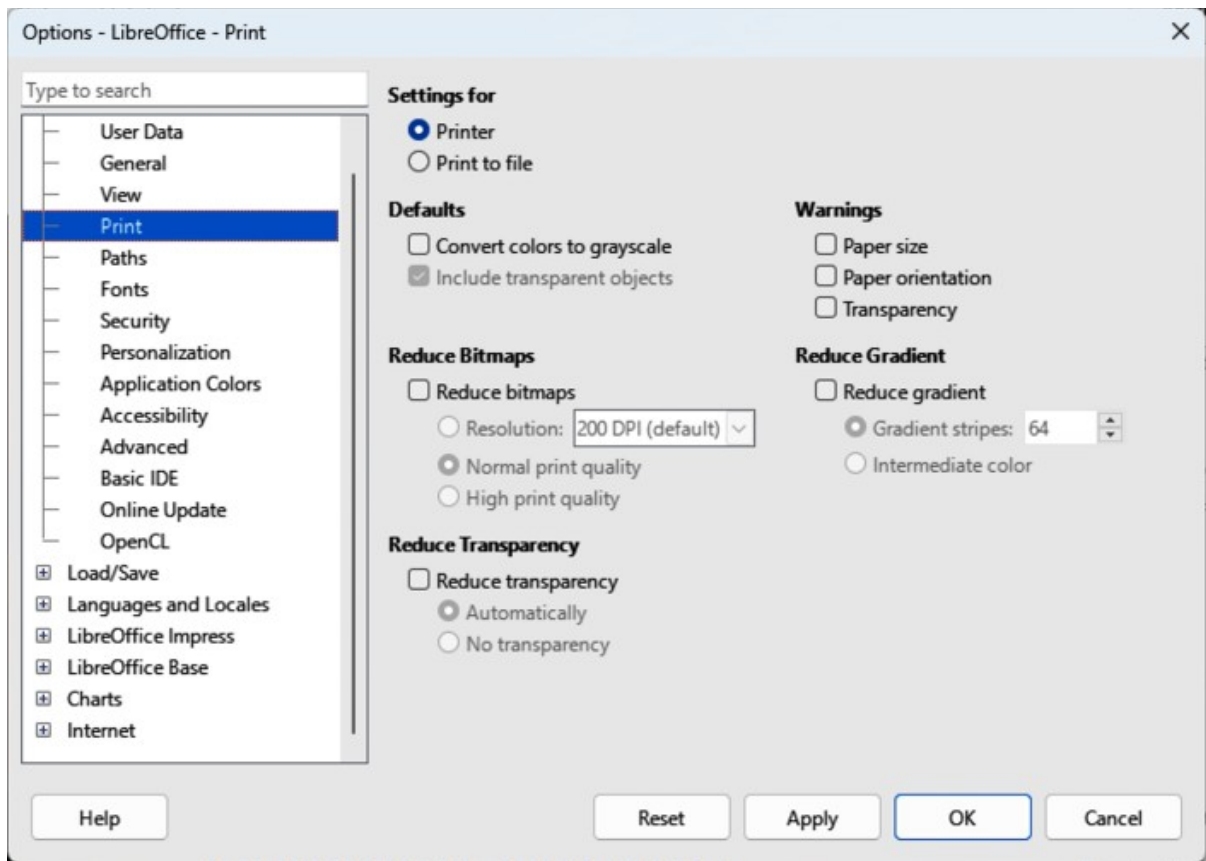 Options - LibreOffice - Print
Type to search
User Data
General
View
Print
Paths
Fonts
Security
Personalization
Application Colors
Accessibility
Advanced
Basic IDE
Online Update
OpenCL
Load/Save
Languages and Locales
LibreOffice Impress
LibreOffice Base
Charts
Internet
Settings for
Printer
Print to file
Defaults
Convert colors to grayscale
Include transparent objects
Warnings
Paper size
Paper orientation
Transparency
Reduce Bitmaps
Reduce bitmaps
Resolution: 200 DPI (default)
Normal print quality
High print quality
Reduce Gradient
Reduce gradient
Gradient stripes: 64
Intermediate color
Reduce Transparency
Reduce transparency
Automatically
No transparency
Help
Reset
Apply
OK
Cancel